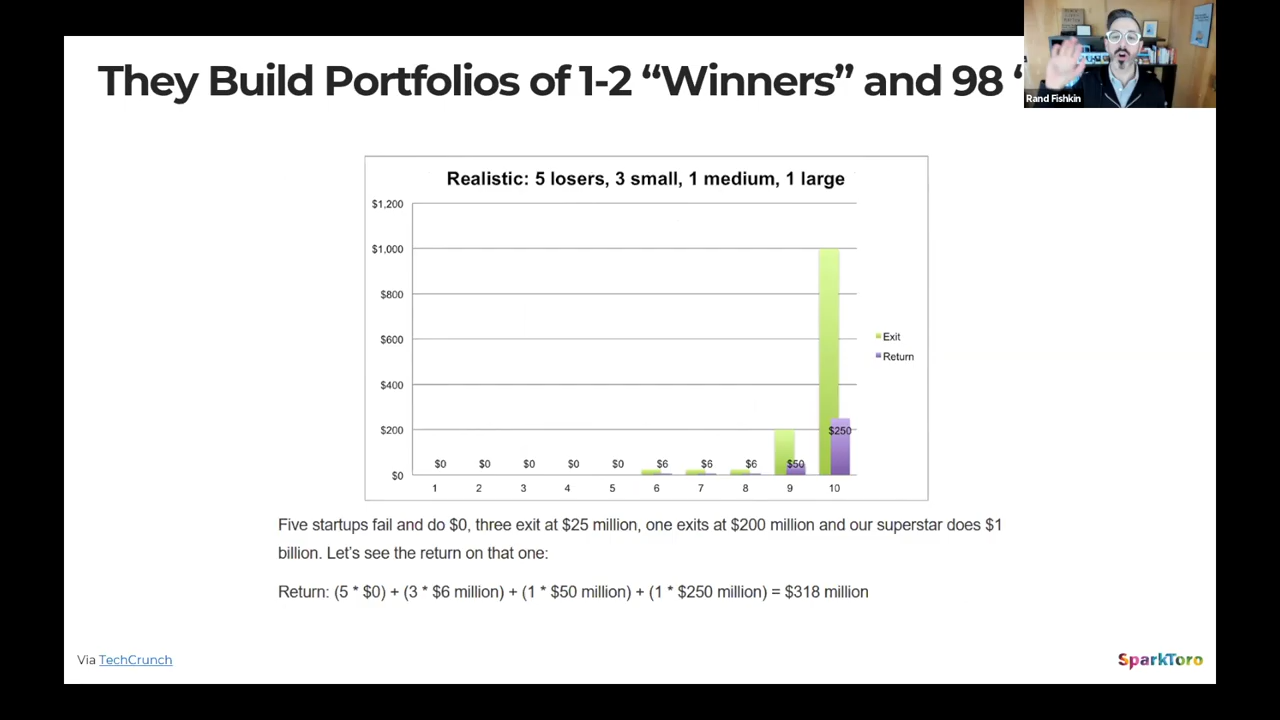 They Build Portfolios of 1-2 “Winners” and 98 ‘
Rand Fishkin
Realistic: 5 losers, 3 small, 1 medium, 1 large
$1,200
$1,000
$800
$600
$400
$200
$0
$0 $0 $0 $0 $0 $6 $6 $6 $50 $250
1 2 3 4 5 6 7 8 9 10
Exit
Return
Five startups fail and do $0, three exit at $25 million, one exits at $200 million and our superstar does $1
billion. Let’s see the return on that one:
Return: (5 * $0) + (3 * $6 million) + (1 * $50 million) + (1 * $250 million) = $318 million
Via TechCrunch
SparkToro